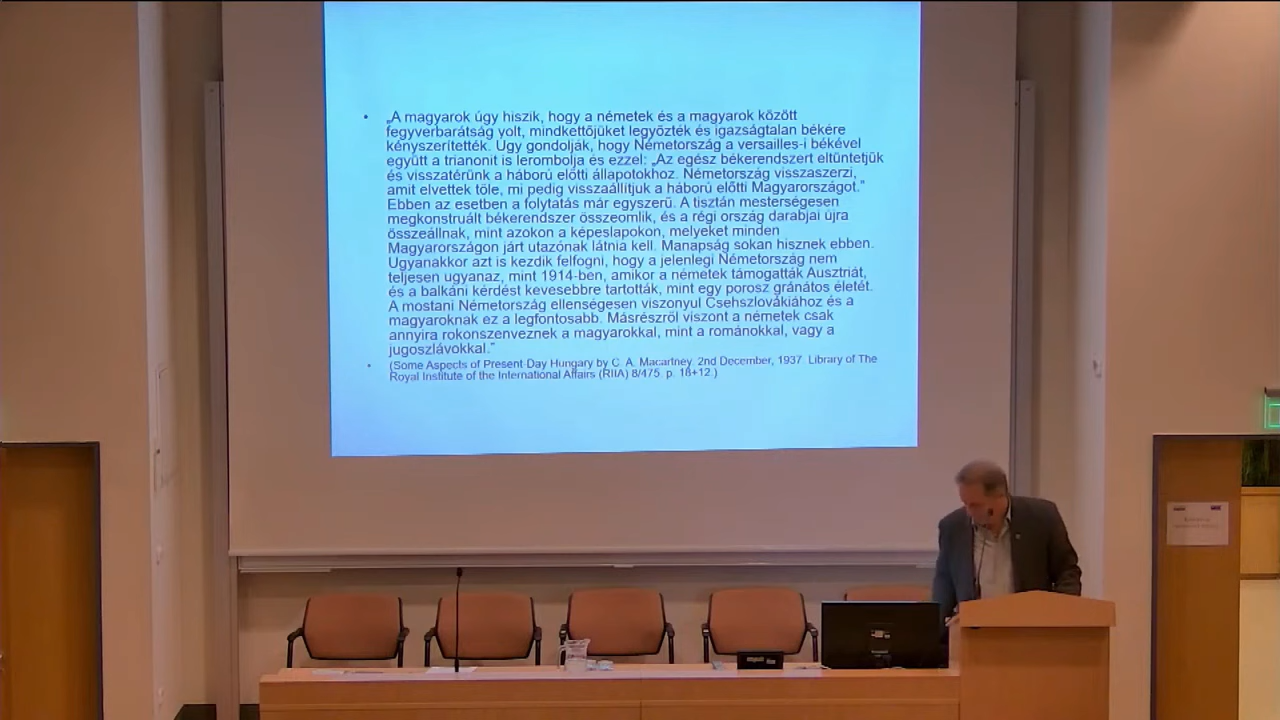 • „A magyarok úgy hiszik, hogy a németek és a magyarok között
fegyverbarátság volt, mindkettőjüket legyőzték és igazságtalan békére
kényszerítették. Úgy gondolják, hogy Németország a versailles-i békével
együtt a trianonit is lerombolja és ezzel: „Az egész békerendszert eltüntetjük
és visszatérünk a háború előtti állapotokhoz. Németország visszaszerzi,
amit elvettek tőle, mi pedig visszaállítjuk a háború előtti Magyarországot.”
Ebben az esetben a folytatás már egyszerű. A tisztán mesterségesen
megkonstruált békerendszer összeomlik, és a régi ország darabjai újra
összeállnak, mint azokon a képeslapokon, melyeket minden
Magyarországon járt utazónak látnia kell. Manapság sokan hisznek ebben.
Ugyanakkor azt is kezdik felfogni, hogy a jelenlegi Németország nem
teljesen ugyanaz, mint 1914-ben, amikor a németek támogatták Ausztriát,
és a balkáni kérdést kevesebbre tartották, mint egy porosz gránátos életét.
A mostani Németország ellenségesen viszonyul Csehszlovákiához és a
magyaroknak ez a legfontosabb. Másrészről viszont a németek csak
annyira rokonszenveznek a magyarokkal, mint a románokkal, vagy a
jugoszlávokkal.”
• (Some Aspects of Present Day Hungary by C. A. Macartney. 2nd December, 1937. Library of The
Royal Institute of the International Affairs (RIIA) 8/475. p. 18+12.)